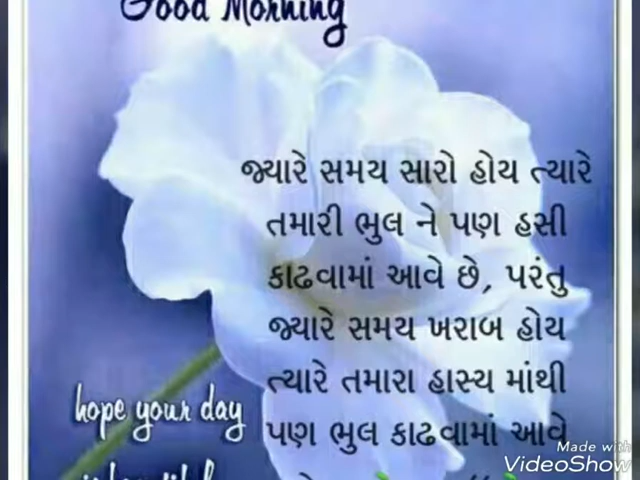 Good Morning
જ્યારે સમય સારો હોય ત્યારે
તમારી ભુલ ને પણ હસી
કાઢવામાં આવે છે, પરંતુ
જ્યારે સમય ખરાબ હોય
ત્યારે તમારા હાસ્ય માંથી
પણ ભુલ કાઢવામાં આવે
hope your day
Made with
VideoShow